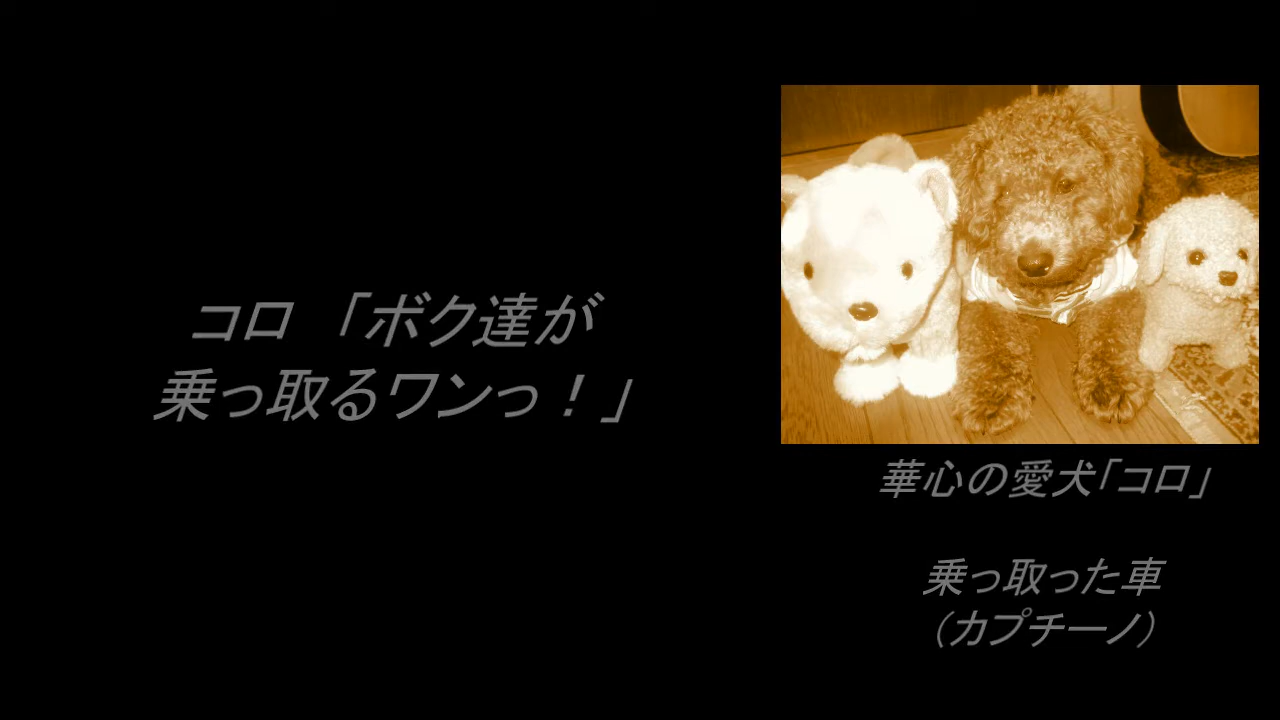 コロ 「ボク達が
乗っ取るワンっ！」
華心の愛犬「コロ」
乗っ取った車
（カプチーノ）